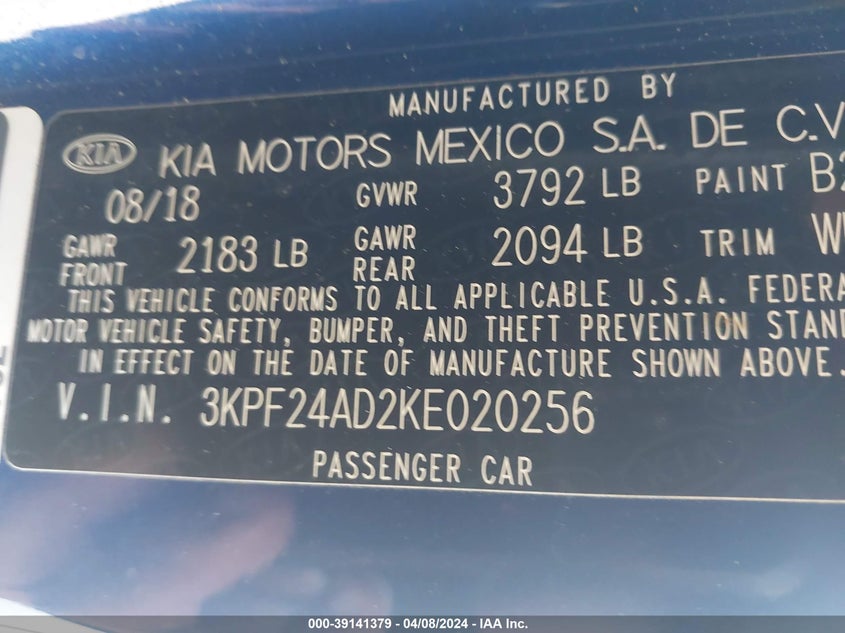 MANUFACTURED BY
KIA KIA MOTORS MEXICO S.A. DE C.V
08/18 GVWR 3792 LB PAINT
GAWR FRONT 2183 LB GAWR REAR 2094 LB TRIM
THIS VEHICLE CONFORMS TO ALL APPLICABLE U.S.A. FEDERA
MOTOR VEHICLE SAFETY, BUMPER, AND THEFT PREVENTION STAN
IN EFFECT ON THE DATE OF MANUFACTURE SHOWN ABOVE.
V.I.N. 3KPF24AD2KE020256
PASSENGER CAR
000-39141379 - 04/08/2024 - IAA Inc.